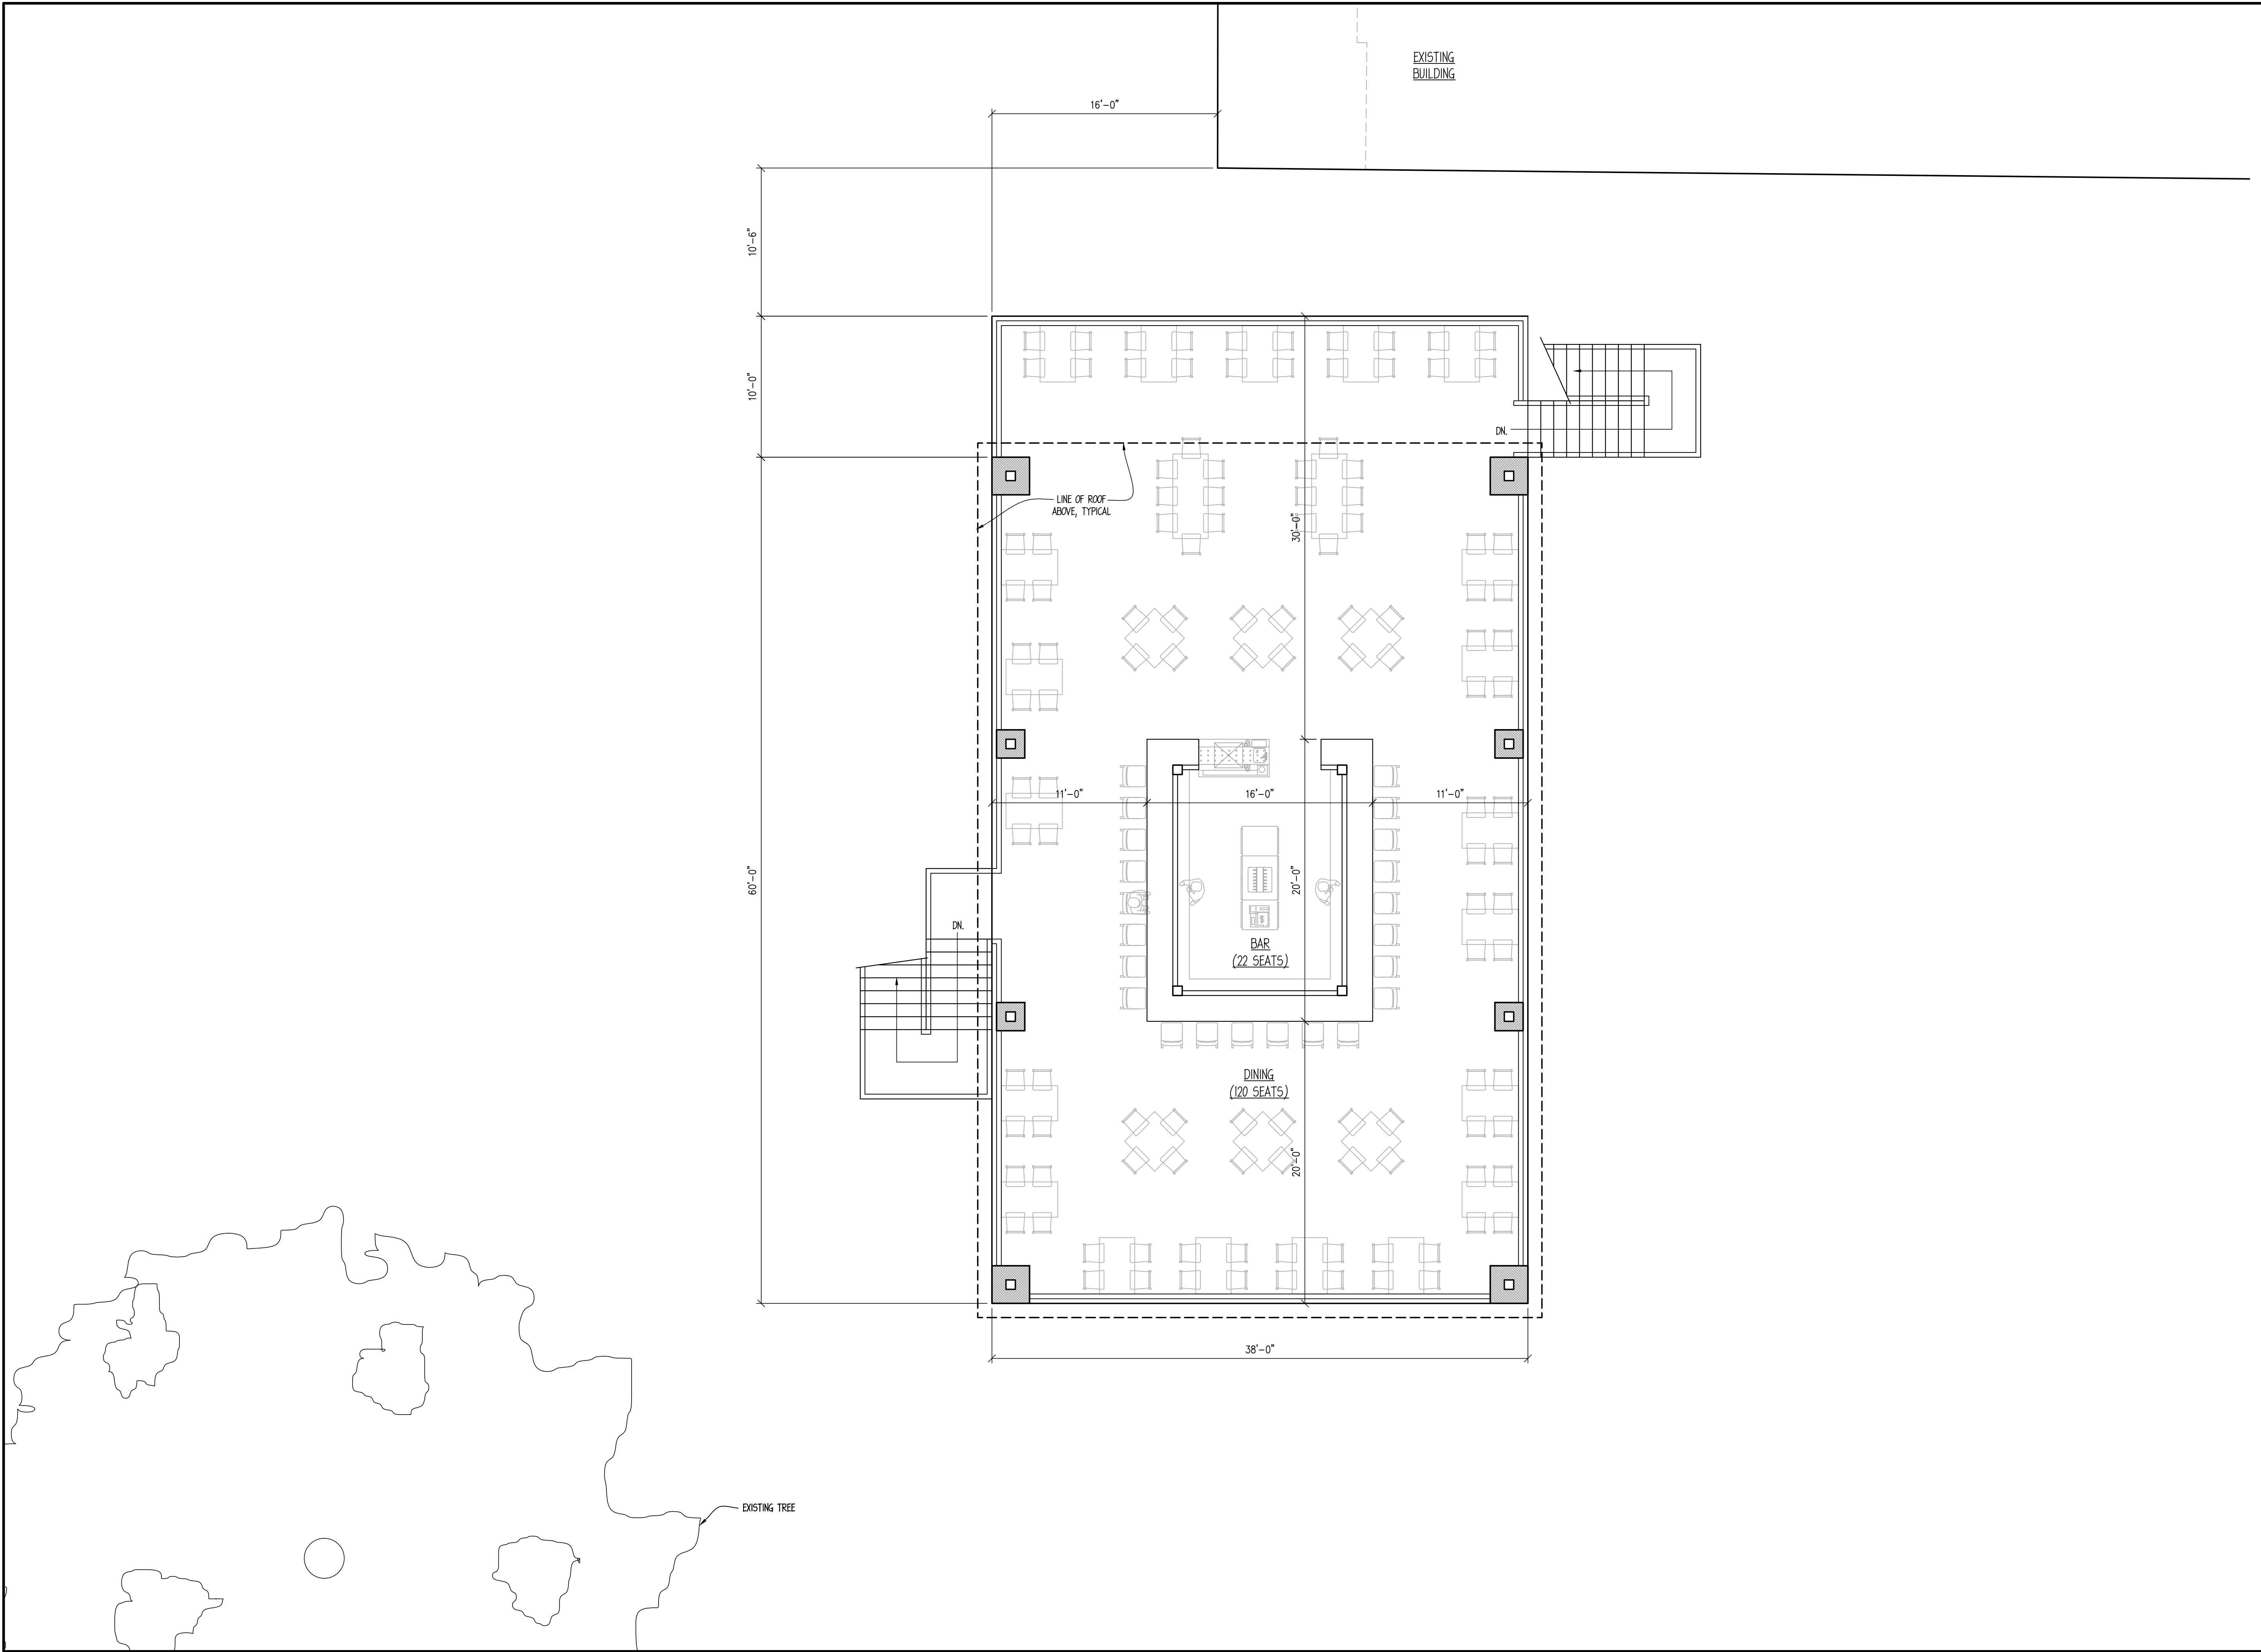 EXISTING
BUILDING
16'-0"
10'-6"
10'-0"
DN.
LINE OF ROOF
ABOVE, TYPICAL
30'-0"
11'-0"
16'-0"
11'-0"
60'-0"
20'-0"
$
DN.
BAR
(22 SEATS)
DINING
(120 SEATS)
20'-0"
38'-0"
EXISTING TREE